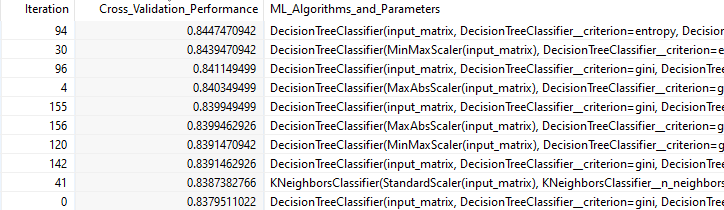 Iteration Cross_Validation_Performance ML_Algorithms_and_Parameters
94 0.8447470942 DecisionTreeClassifier(input_matrix, DecisionTreeClassifier__criterion=entropy, Decision
30 0.8439470942 DecisionTreeClassifier(MinMaxScaler(input_matrix), DecisionTreeClassifier__criterion=e
96 0.841149499 DecisionTreeClassifier(input_matrix, DecisionTreeClassifier__criterion=gini, DecisionTre
4 0.840349499 DecisionTreeClassifier(MaxAbsScaler(input_matrix), DecisionTreeClassifier__criterion=g
155 0.839949499 DecisionTreeClassifier(input_matrix, DecisionTreeClassifier__criterion=gini, DecisionTre
156 0.8399462926 DecisionTreeClassifier(MaxAbsScaler(input_matrix), DecisionTreeClassifier__criterion=g
120 0.8391470942 DecisionTreeClassifier(MinMaxScaler(input_matrix), DecisionTreeClassifier__criterion=gi
142 0.8391462926 DecisionTreeClassifier(input_matrix, DecisionTreeClassifier__criterion=gini, DecisionTre
41 0.8387382766 KNeighborsClassifier(StandardScaler(input_matrix), KNeighborsClassifier__n_neighbors
0 0.8379511022 DecisionTreeClassifier(input_matrix, DecisionTreeClassifier__criterion=gini, DecisionTre